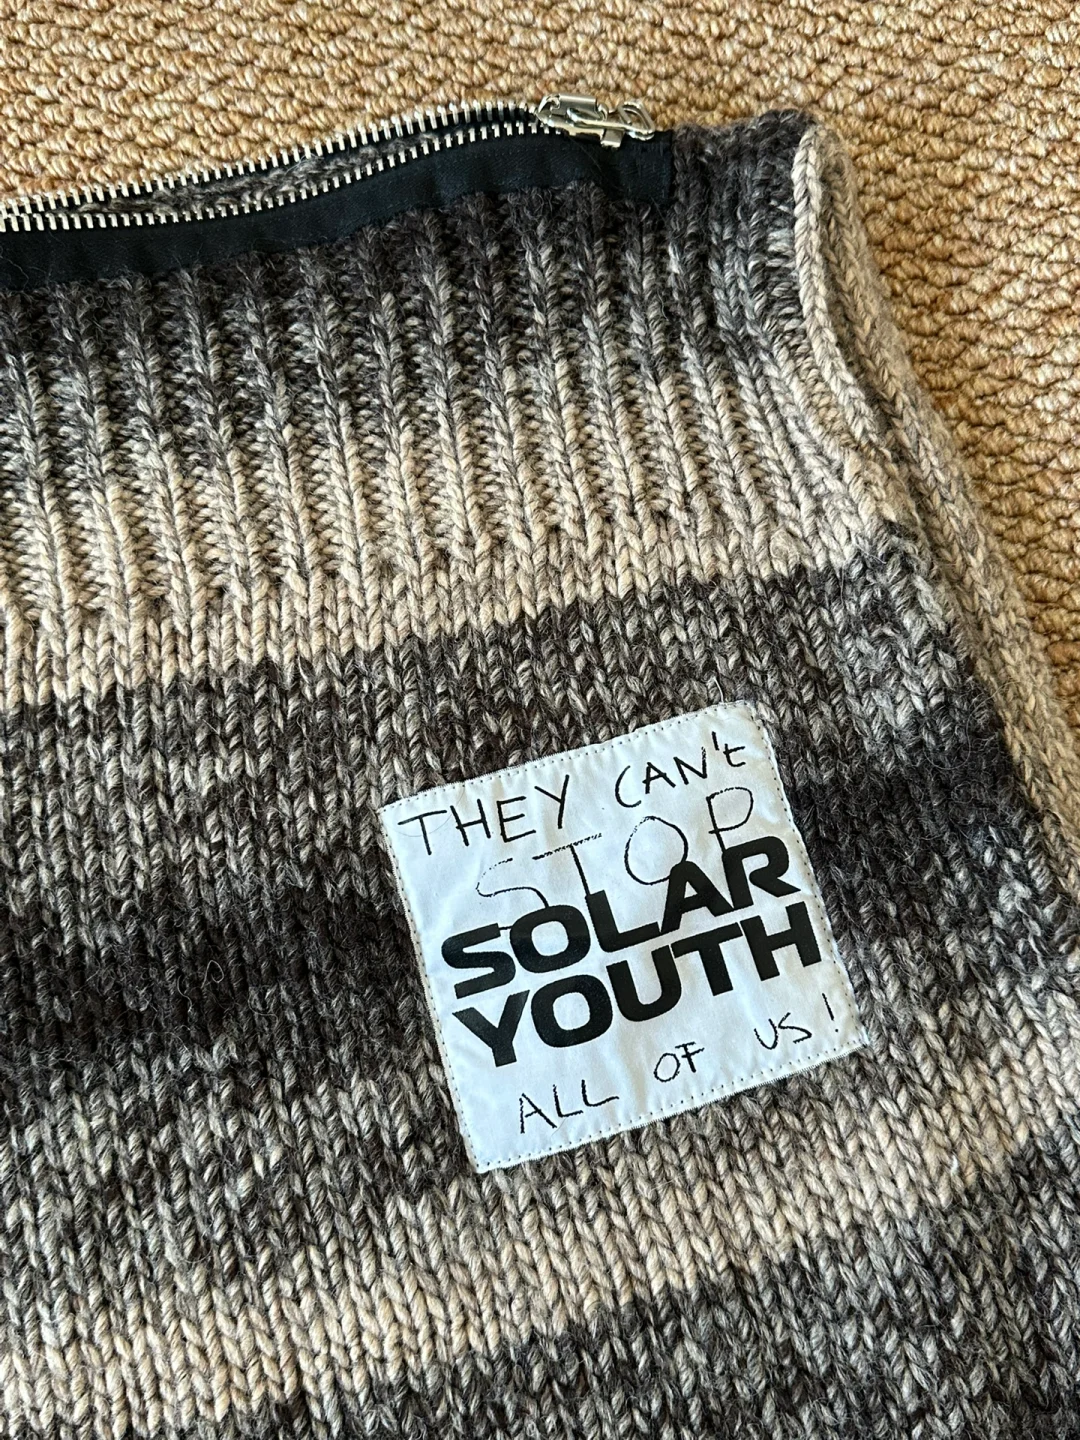 THEY CAN't
STOP
SOLAR
YOUTH
ALL OF US!